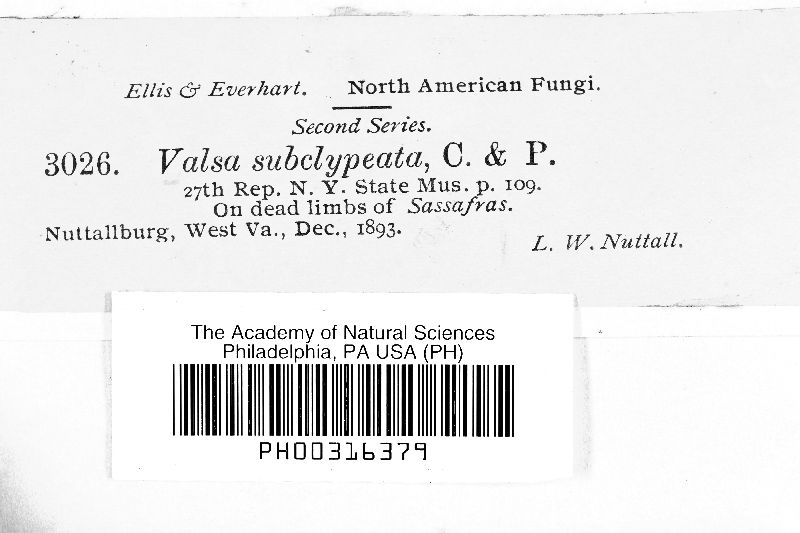 Ellis & Everhart. North American Fungi.
Second Series.
3026. Valsa subclypeata, C. & P.
27th Rep. N. Y. State Mus. p. 109.
On dead limbs of Sassafras.
Nuttallburg, West Va., Dec., 1893.
L. W. Nuttall.
The Academy of Natural Sciences
Philadelphia, PA USA (PH)
PH00316379